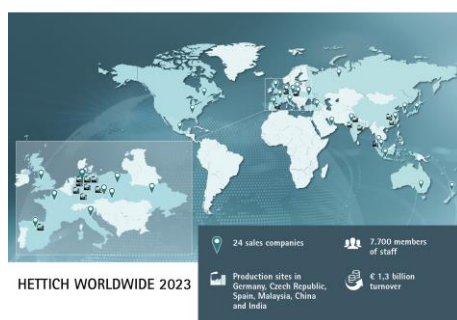 24 sales companies
7.700 members
of staff
Production sites in
Germany, Czech Republic,
Spain, Malaysia, China
and India
€ 1,3 billion
turnover
HETTICH WORLDWIDE 2023